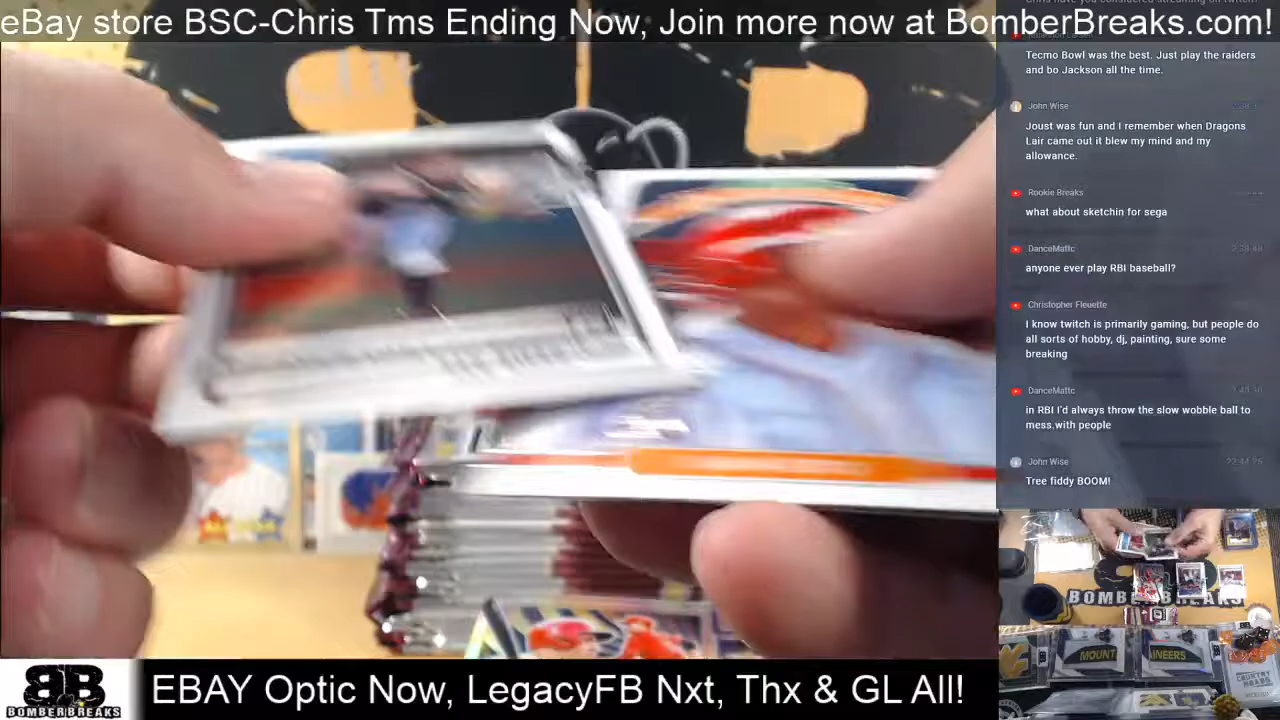 eBay store BSC-Chris Tms Ending Now, Join more now at BomberBreaks.com!
Tecmo Bowl was the best. Just play the raiders
and bo Jackson all the time.
John Wise
Joust was fun and I remember when Dragons
Lair came out it blew my mind and my
allowance.
Rookie Breaks
what about sketchin for sega
DanceMattc
anyone ever play RBI baseball?
Christopher Fleuette
I know twitch is primarily gaming, but people do
all sorts of hobby, dj, painting, sure some
breaking
DanceMattc
in RBI I'd always throw the slow wobble ball to
mess.with people
John Wise
Tree fiddy BOOM!
BOMBERBREAKS
MOUNT INEERS
BB
BOMBERBREAKS
EBAY Optic Now, LegacyFB Nxt, Thx & GL All!